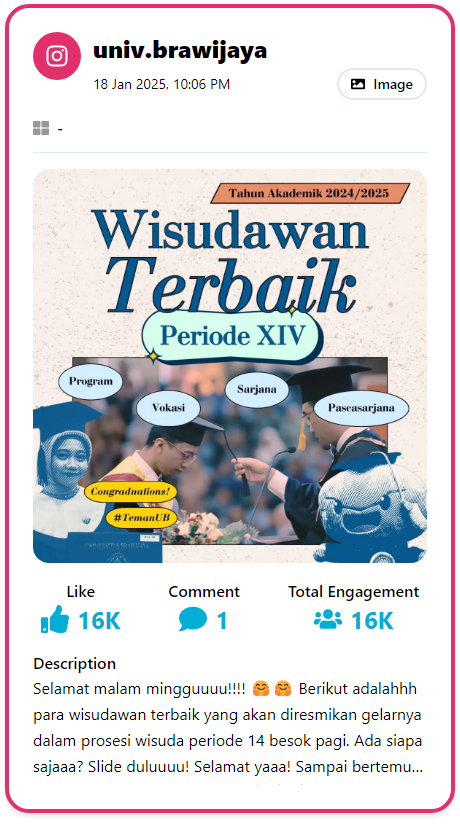 univ.brawijaya
18 Jan 2025, 10:06 PM
Image
-
Tahun Akademik 2024/2025
Wisudawan
Terbaik
Periode XIV
Program
Vokasi
Sarjana
Pascasarjana
Congraduations!
#TemanUB
Like
Comment
Total Engagement
16K
1
16K
Description
Selamat malam mingguuuu!!!! 🤗 🤗 Berikut adalahhh
para wisudawan terbaik yang akan diresmikan gelarnya
dalam prosesi wisuda periode 14 besok pagi. Ada siapa
sajaaa? Slide duluuuu! Selamat yaaa! Sampai bertemu...